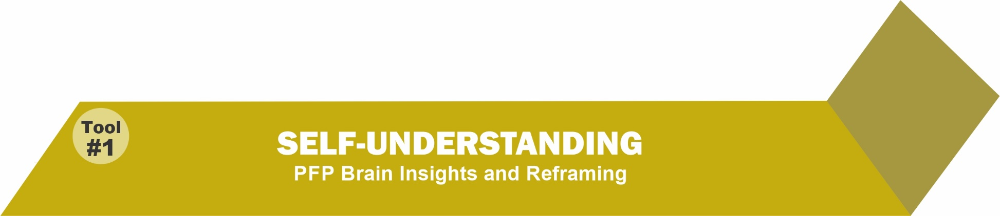 Tool
#1
SELF-UNDERSTANDING
PFP Brain Insights and Reframing